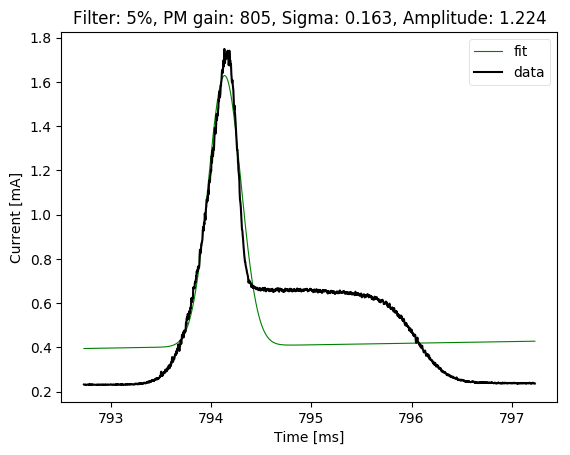 Filter: 5%, PM gain: 805, Sigma: 0.163, Amplitude: 1.224
fit
data
Current [mA]
1.8
1.6
1.4
1.2
1.0
0.8
0.6
0.4
0.2
793
794
795
796
797
Time [ms]